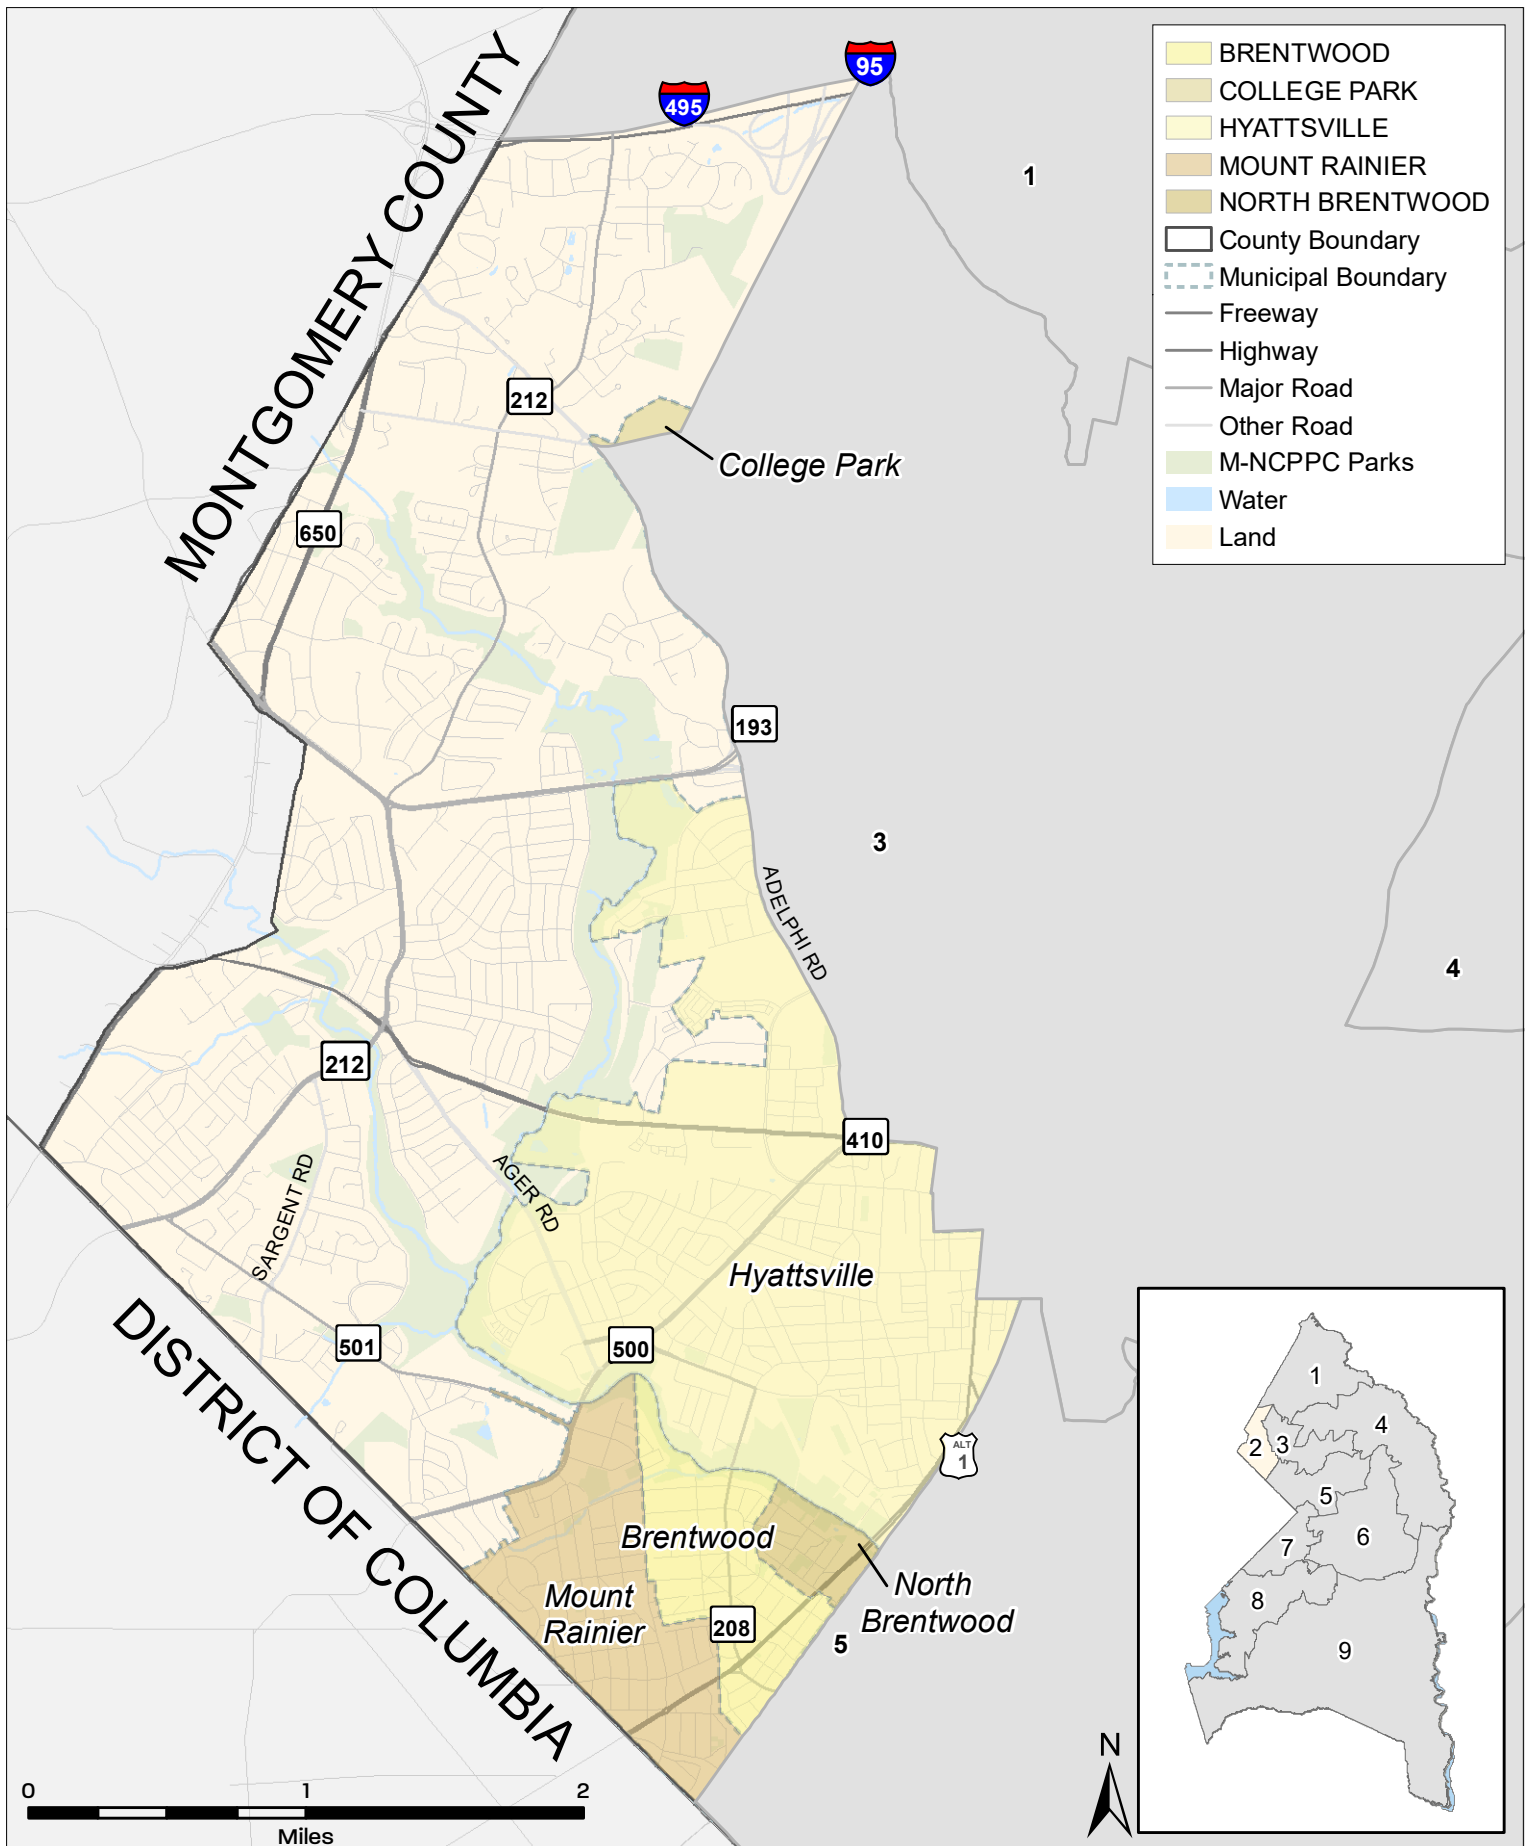 BRENTWOOD
COLLEGE PARK
HYATTSVILLE
MOUNT RAINIER
NORTH BRENTWOOD
County Boundary
Municipal Boundary
Freeway
Highway
Major Road
Other Road
M-NCPPC Parks
Water
Land
95
495
MONTGOMERY COUNTY
1
212
College Park
650
193
3
ADELPHI RD
4
212
410
AGER RD
SARGENT RD
Hyattsville
501
500
DISTRICT OF COLUMBIA
ALT
1
Brentwood
North
Brentwood
Mount
Rainier
208
5
1
2
3
4
5
6
7
8
9
N
0
1
2
Miles